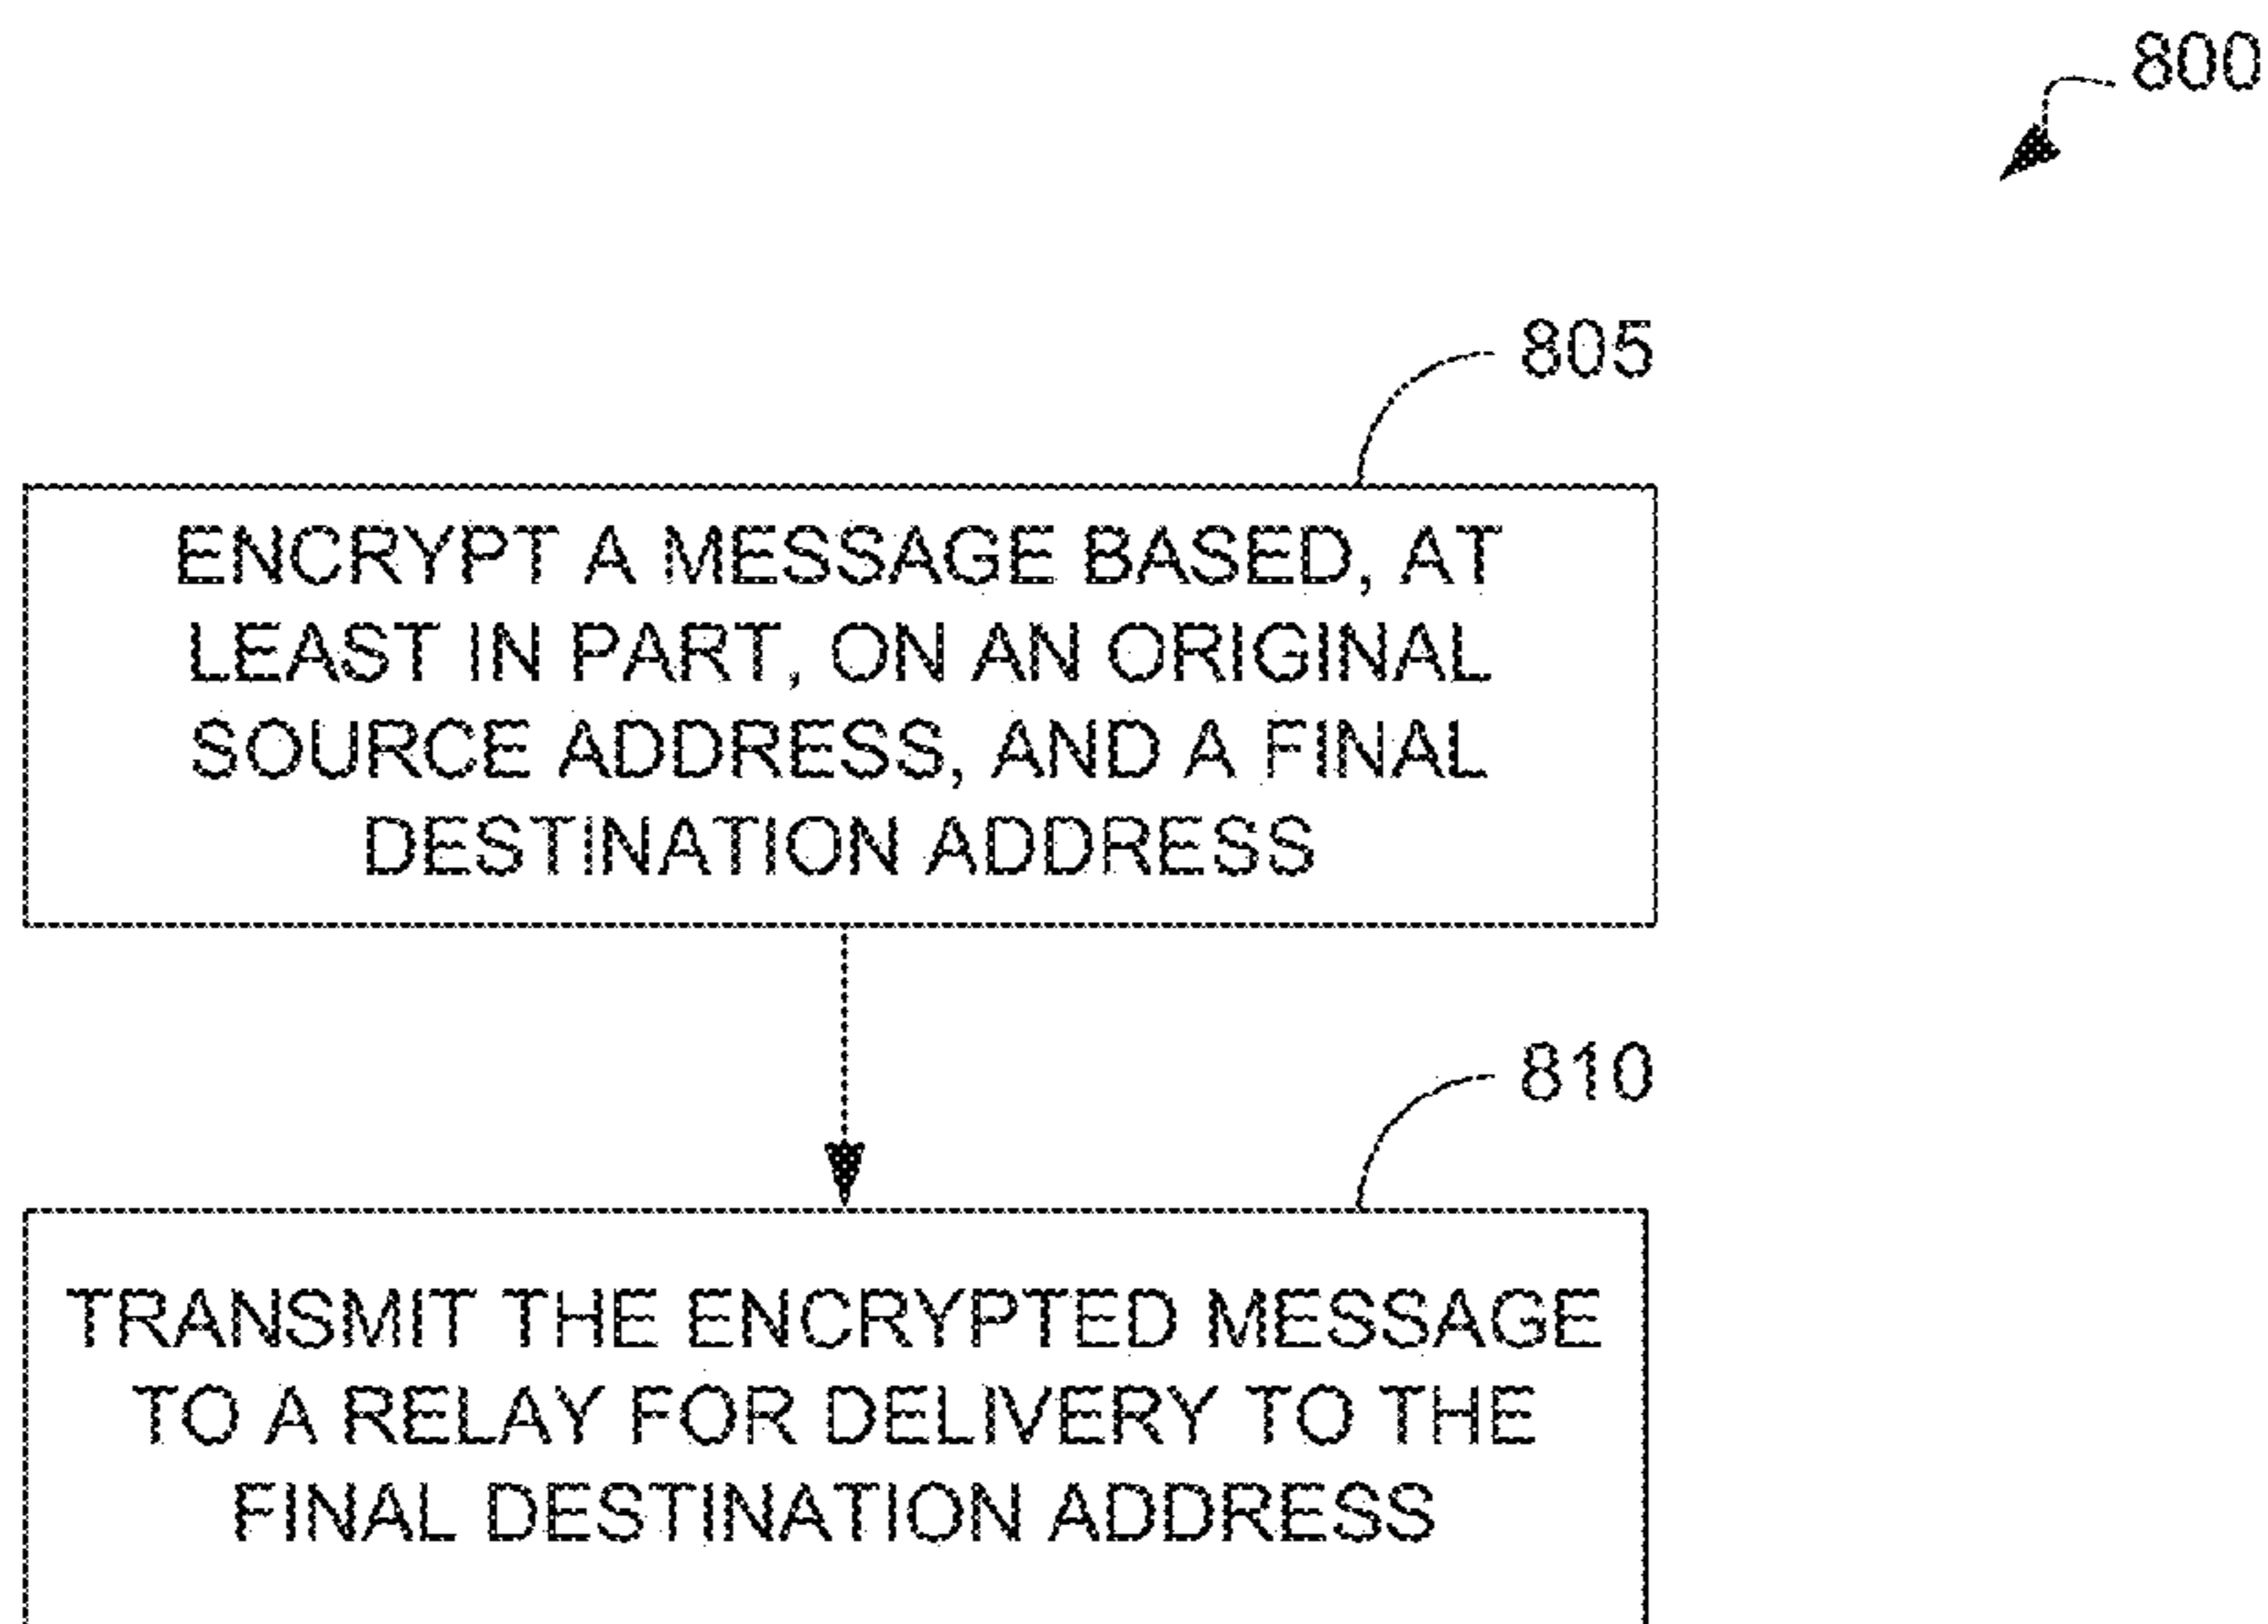 800
805
ENCRYPT A MESSAGE BASED, AT
LEAST IN PART, ON AN ORIGINAL
SOURCE ADDRESS, AND A FINAL
DESTINATION ADDRESS
810
TRANSMIT THE ENCRYPTED MESSAGE
TO A RELAY FOR DELIVERY TO THE
FINAL DESTINATION ADDRESS